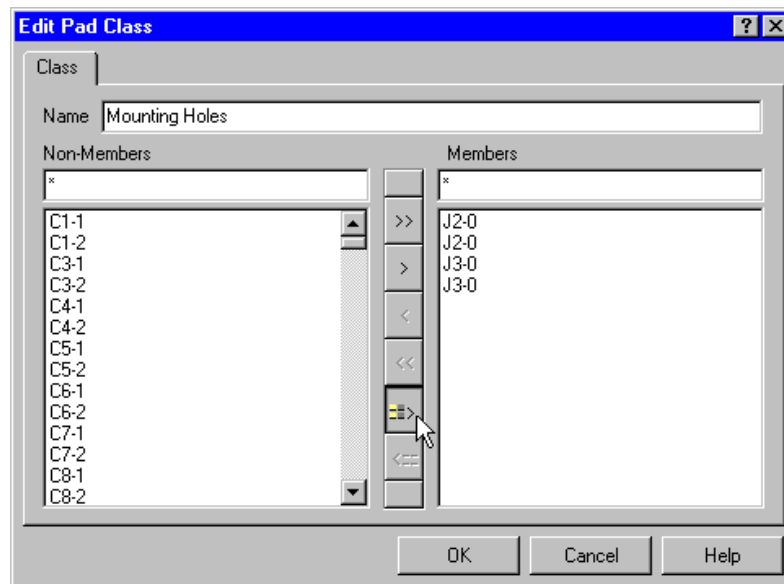 Edit Pad Class
Class
Name Mounting Holes
Non-Members Members
* *
C1-1
C1-2
C3-1
C3-2
C4-1
C4-2
C5-1
C5-2
C6-1
C6-2
C7-1
C7-2
C8-1
C8-2
>>
>
<
<<
J2-0
J2-0
J3-0
J3-0
OK Cancel Help